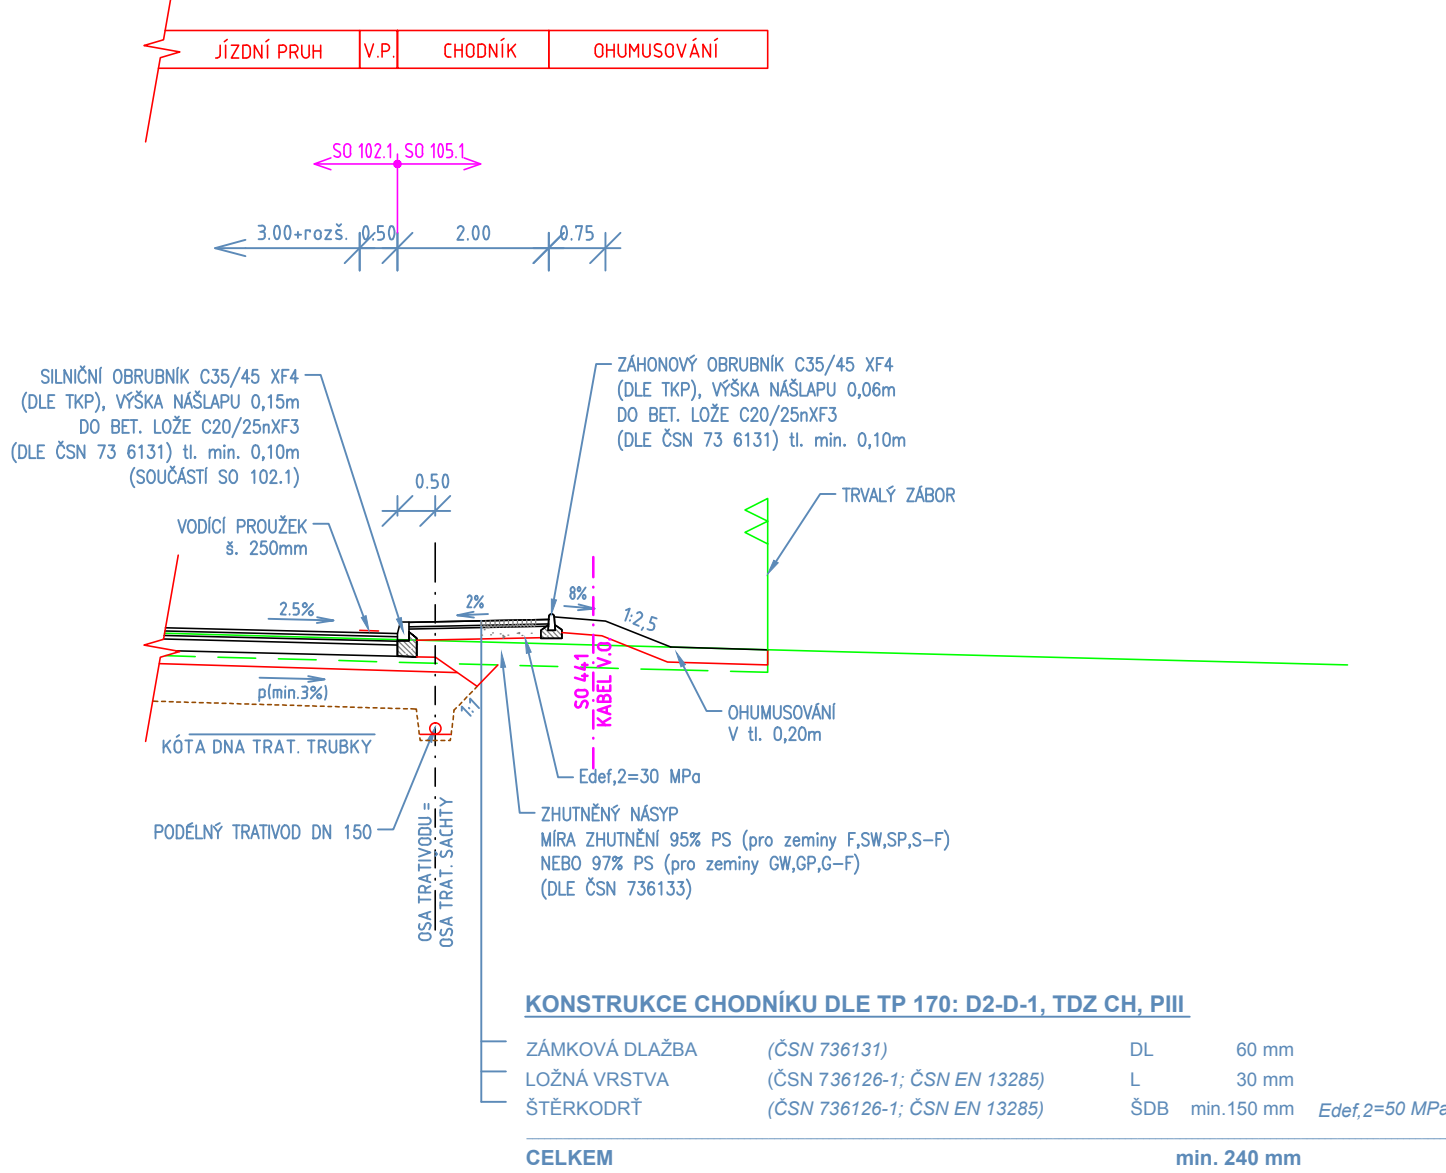 JÍZDNÍ PRUH
V.P.
CHODNÍK
OHUMUSOVÁNÍ
SO 102.1
SO 105.1
3.00+rozš.
0.50
2.00
0.75
SILNIČNÍ OBRUBNÍK C35/45 XF4
(DLE TKP), VÝŠKA NÁŠLAPU 0,15m
DO BET. LOŽE C20/25nXF3
(DLE ČSN 73 6131) tl. min. 0,10m
(SOUČÁSTÍ SO 102.1)
ZÁHONOVÝ OBRUBNÍK C35/45 XF4
(DLE TKP), VÝŠKA NÁŠLAPU 0,06m
DO BET. LOŽE C20/25nXF3
(DLE ČSN 73 6131) tl. min. 0,10m
0.50
TRVALÝ ZÁBOR
VODÍCÍ PROUŽEK
š. 250mm
2.5%
2%
8%
1:2,5
p(min.3%)
1:1
SO 441
KABEL V.O
OHUMUSOVÁNÍ
V tl. 0,20m
KÓTA DNA TRAT. TRUBKY
Edef,2=30 MPa
PODÉLNÝ TRATIVOD DN 150
OSA TRATIVODU =
OSA TRAT. ŠACHTY
ZHUTNĚNÝ NÁSYP
MÍRA ZHUTNĚNÍ 95% PS (pro zeminy F,SW,SP,S-F)
NEBO 97% PS (pro zeminy GW,GP,G-F)
(DLE ČSN 736133)
KONSTRUKCE CHODNÍKU DLE TP 170: D2-D-1, TDZ CH, PIII
ZÁMKOVÁ DLAŽBA (ČSN 736131) DL 60 mm
LOŽNÁ VRSTVA (ČSN 736126-1; ČSN EN 13285) L 30 mm
ŠTĚRKODRŤ (ČSN 736126-1; ČSN EN 13285) ŠDB min.150 mm Edef,2=50 MPa
CELKEM min. 240 mm